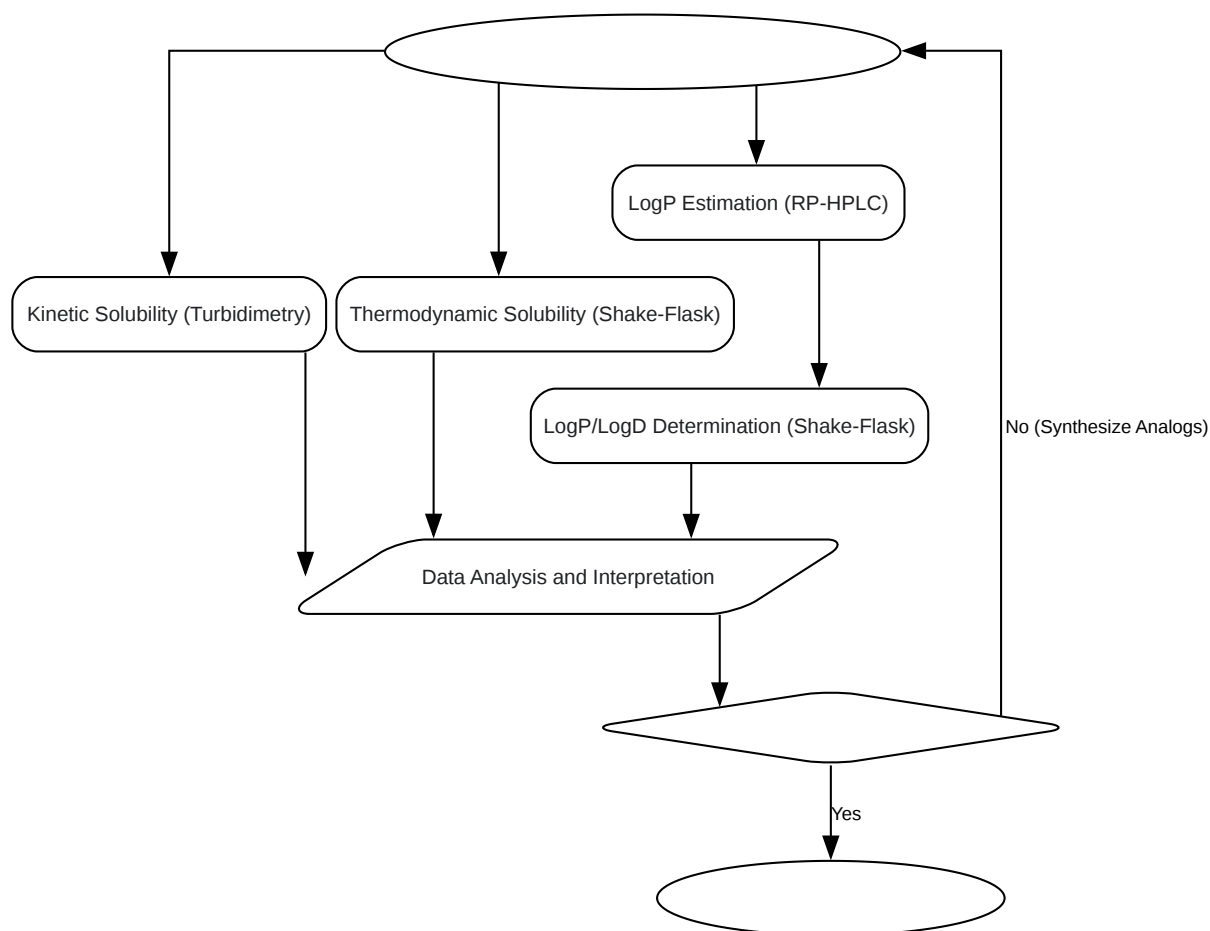 LogP Estimation (RP-HPLC)
Kinetic Solubility (Turbidimetry)
Thermodynamic Solubility (Shake-Flask)
LogP/LogD Determination (Shake-Flask)
No (Synthesize Analogs)
Data Analysis and Interpretation
Yes